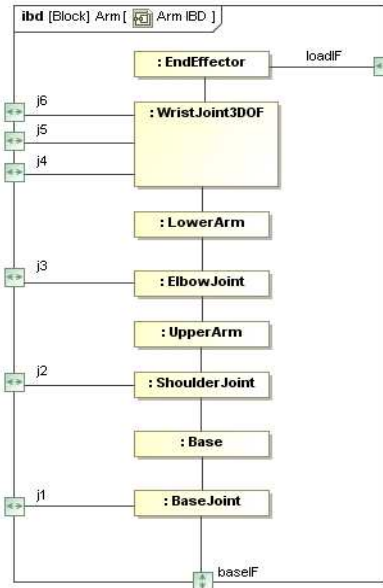 ibd [Block] Arm [ Arm IBD ]
: EndEffector
loadIF
j6
: WristJoint3DOF
j5
j4
: LowerArm
j3
: ElbowJoint
: UpperArm
j2
: ShoulderJoint
: Base
j1
: BaseJoint
baseIF